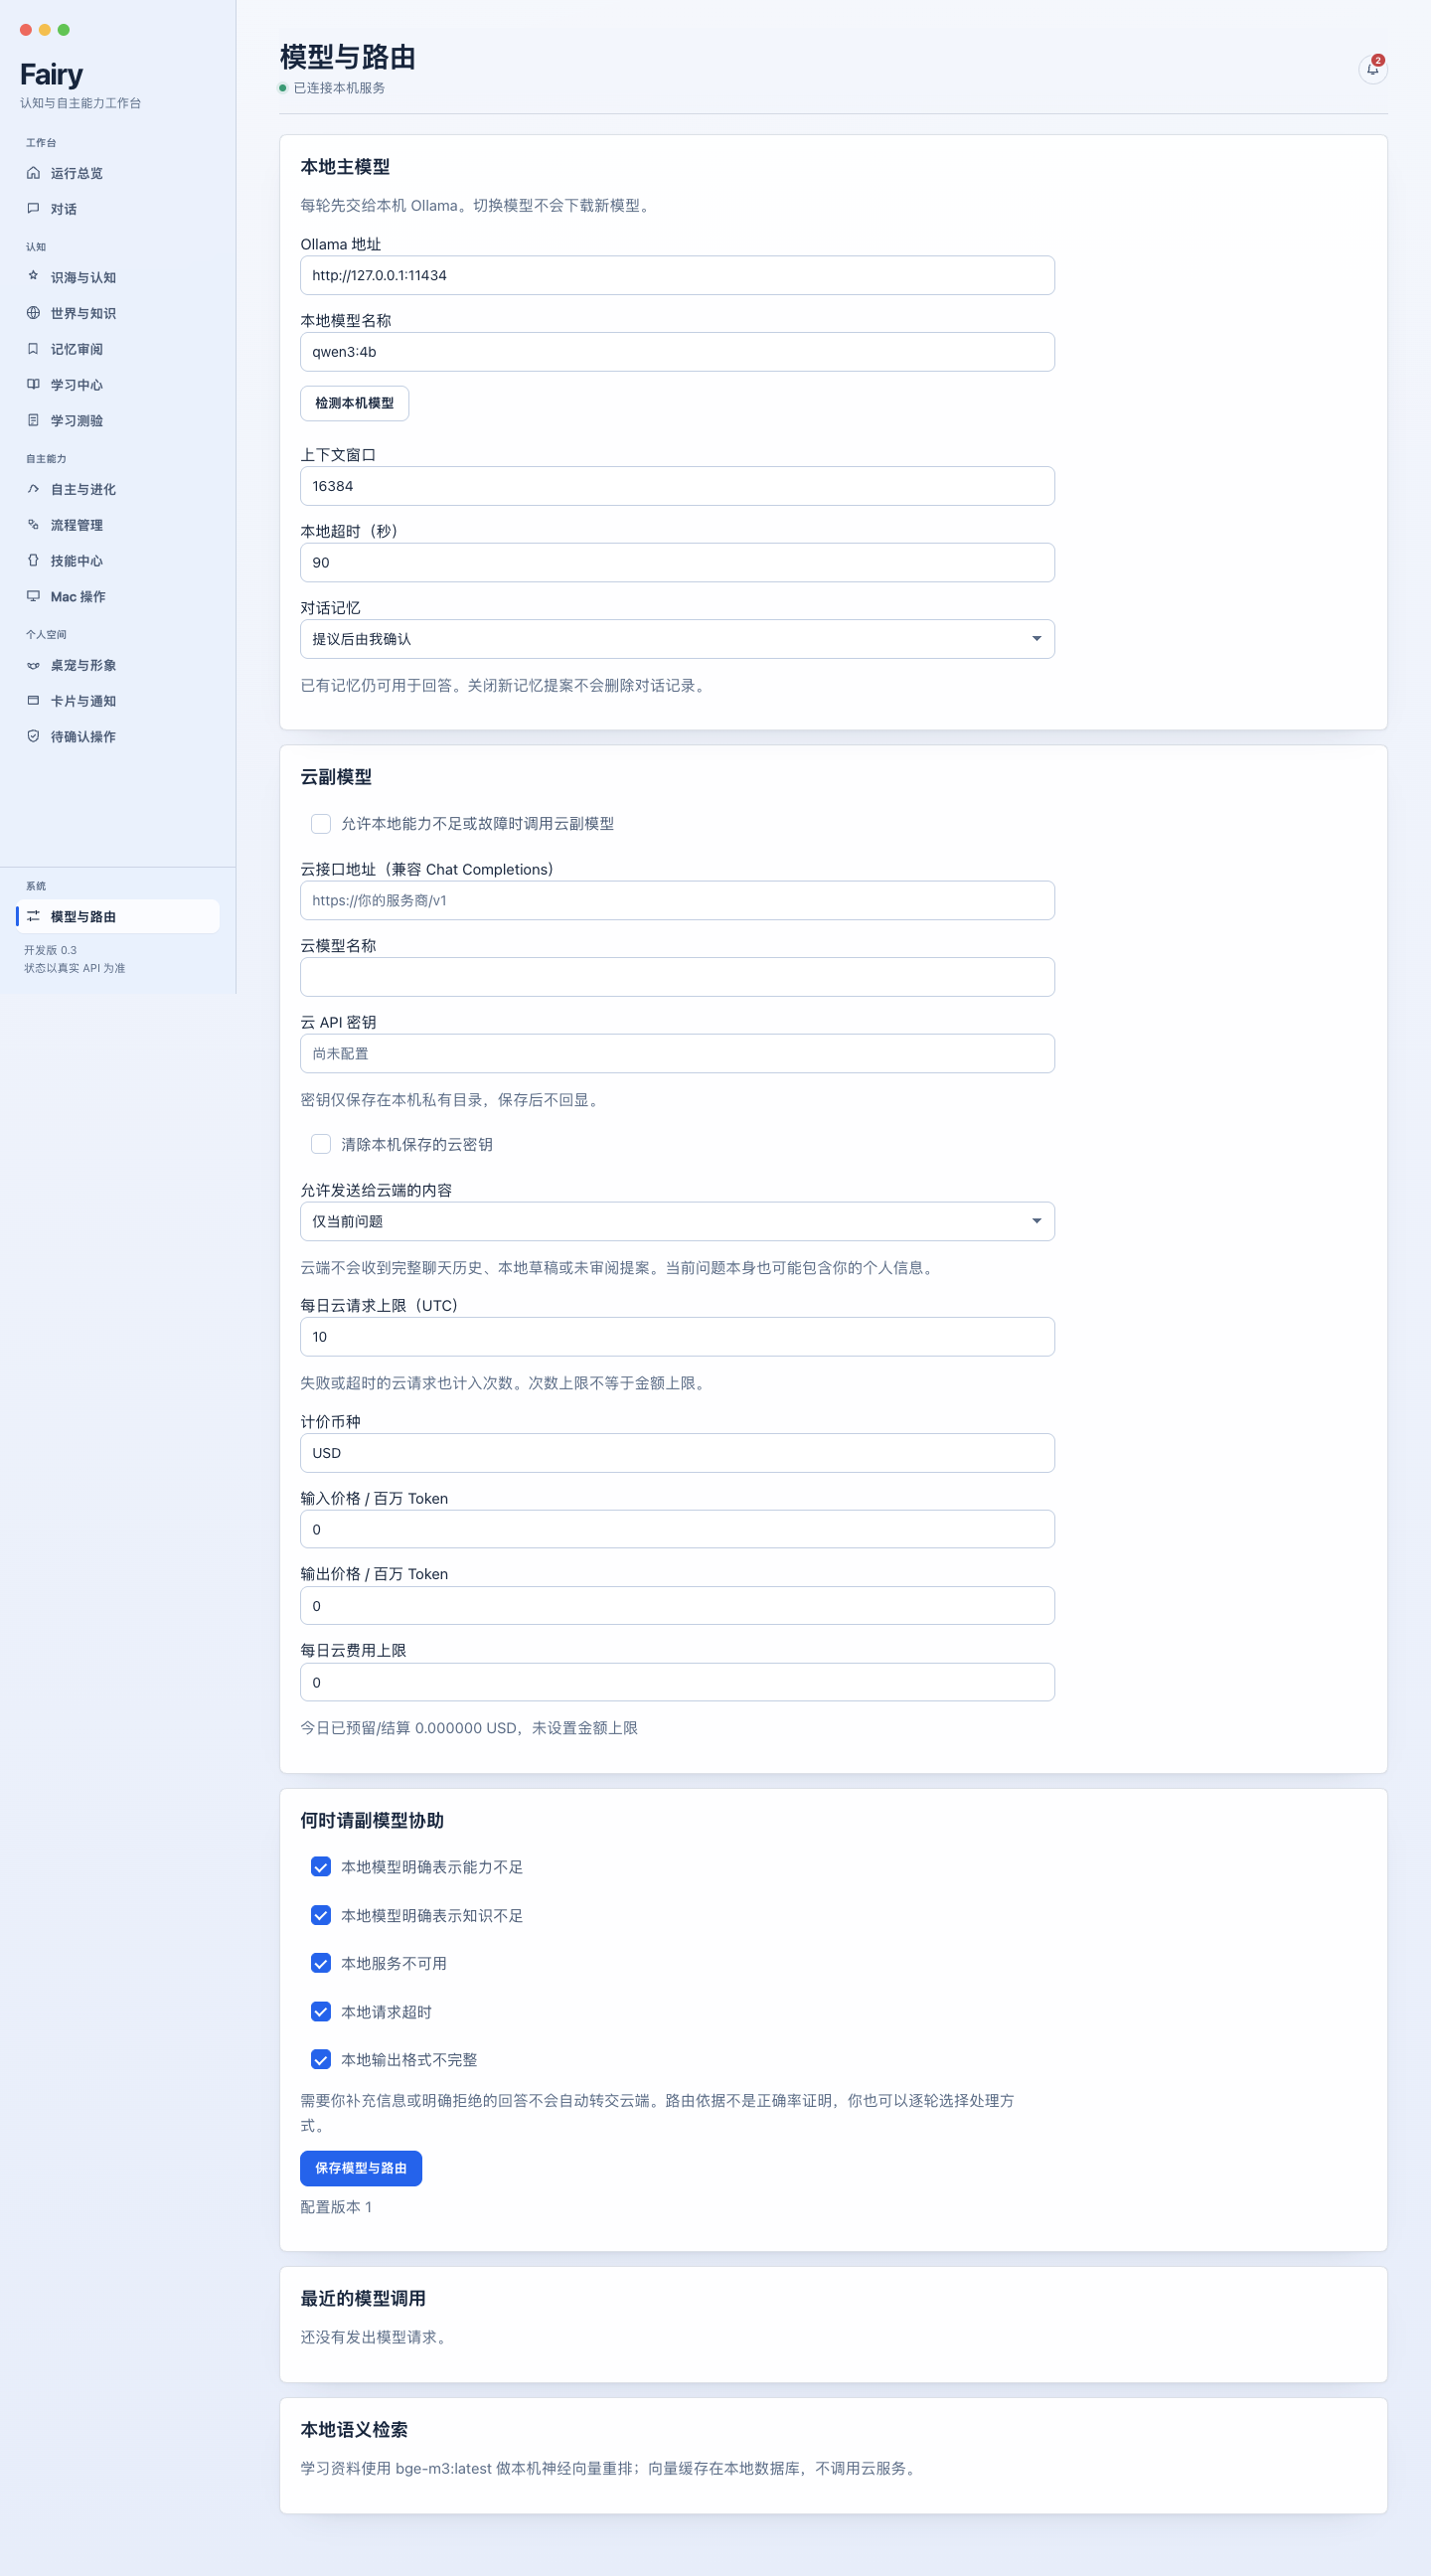 Fairy
认知与自主能力工作台
工作台
运行总览
对话
认知
识海与认知
世界与知识
记忆审阅
学习中心
学习测验
自主能力
自主与进化
流程管理
技能中心
Mac 操作
个人空间
桌宠与形象
卡片与通知
待确认操作
系统
模型与路由
开发版 0.3
状态以真实 API 为准
模型与路由
已连接本机服务
2
本地主模型
每轮先交给本机 Ollama。切换模型不会下载新模型。
Ollama 地址
http://127.0.0.1:11434
本地模型名称
qwen3:4b
检测本机模型
上下文窗口
16384
本地超时（秒）
90
对话记忆
提议后由我确认
已有记忆仍可用于回答。关闭新记忆提案不会删除对话记录。
云副模型
允许本地能力不足或故障时调用云副模型
云接口地址（兼容 Chat Completions）
https://你的服务商/v1
云模型名称
云 API 密钥
尚未配置
密钥仅保存在本机私有目录，保存后不回显。
清除本机保存的云密钥
允许发送给云端的内容
仅当前问题
云端不会收到完整聊天历史、本地草稿或未审阅提案。当前问题本身也可能包含你的个人信息。
每日云请求上限（UTC）
10
失败或超时的云请求也计入次数。次数上限不等于金额上限。
计价币种
USD
输入价格 / 百万 Token
0
输出价格 / 百万 Token
0
每日云费用上限
0
今日已预留/结算 0.000000 USD，未设置金额上限
何时请副模型协助
本地模型明确表示能力不足
本地模型明确表示知识不足
本地服务不可用
本地请求超时
本地输出格式不完整
需要你补充信息或明确拒绝的回答不会自动转交云端。路由依据不是正确率证明，你也可以逐轮选择处理方
式。
保存模型与路由
配置版本 1
最近的模型调用
还没有发出模型请求。
本地语义检索
学习资料使用 bge-m3:latest 做本机神经向量重排；向量缓存在本地数据库，不调用云服务。